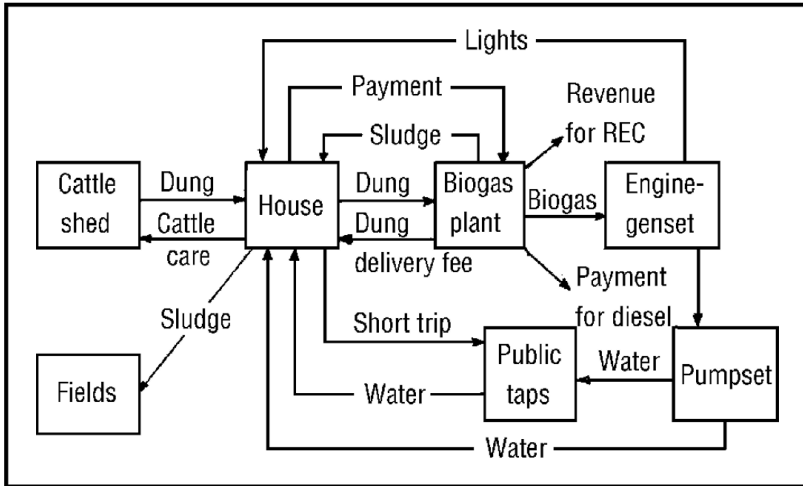 Lights
Payment
Revenue
for REC
Sludge
Cattle
shed
Dung
House
Dung
Biogas
plant
Biogas
Engine-
genset
Cattle
care
Dung
delivery fee
Payment
for diesel
Sludge
Short trip
Public
taps
Water
Pumpset
Fields
Water
Water